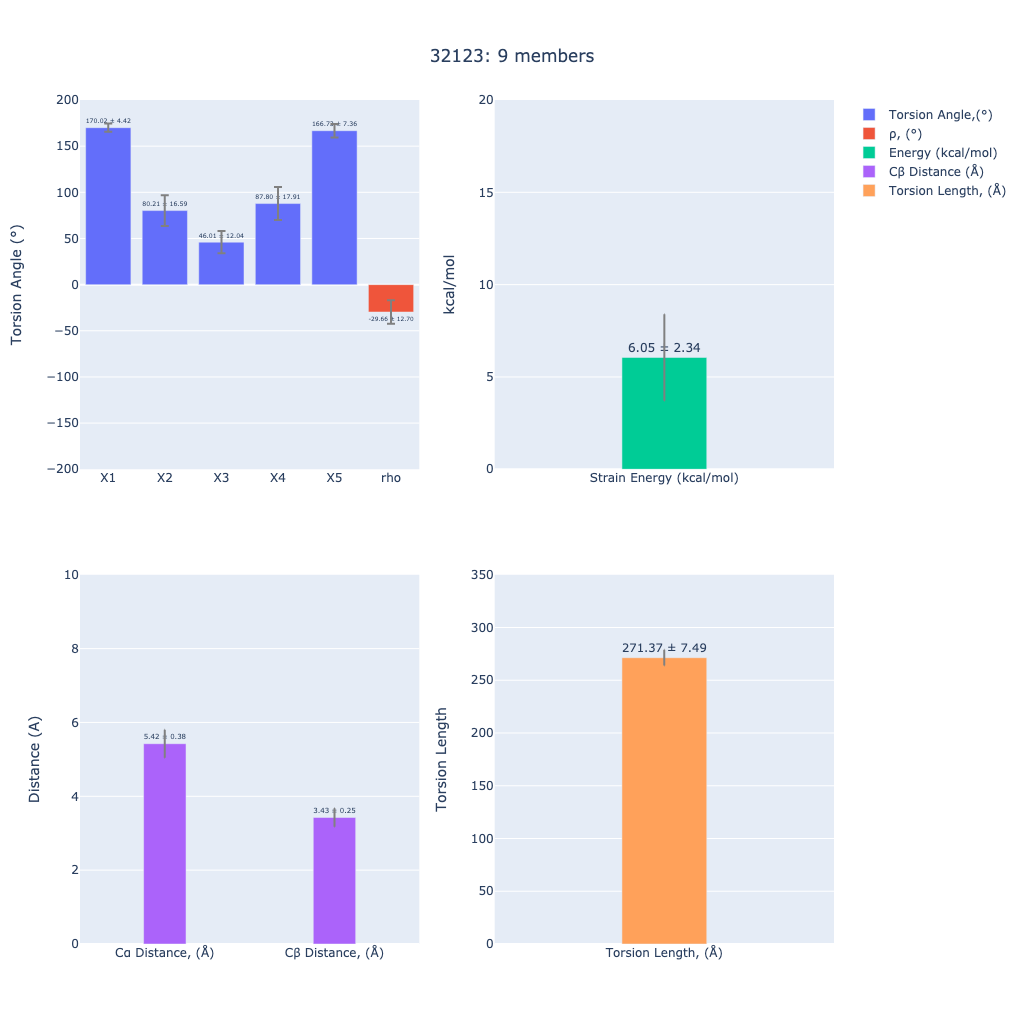 32123: 9 members
Torsion Angle (°)
200
150
100
50
0
−50
−100
−150
−200
170.02 ± 4.42
80.21 ± 16.59
46.01 ± 12.04
87.80 ± 17.91
166.72 ± 7.36
-29.66 ± 12.70
X1
X2
X3
X4
X5
rho
kcal/mol
20
15
10
5
0
6.05 ± 2.34
Strain Energy (kcal/mol)
Torsion Angle,(°)
ρ, (°)
Energy (kcal/mol)
Cβ Distance (Å)
Torsion Length, (Å)
Distance (A)
10
8
6
4
2
0
5.42 ± 0.38
3.43 ± 0.25
Cα Distance, (Å)
Cβ Distance, (Å)
Torsion Length
350
300
250
200
150
100
50
0
271.37 ± 7.49
Torsion Length, (Å)